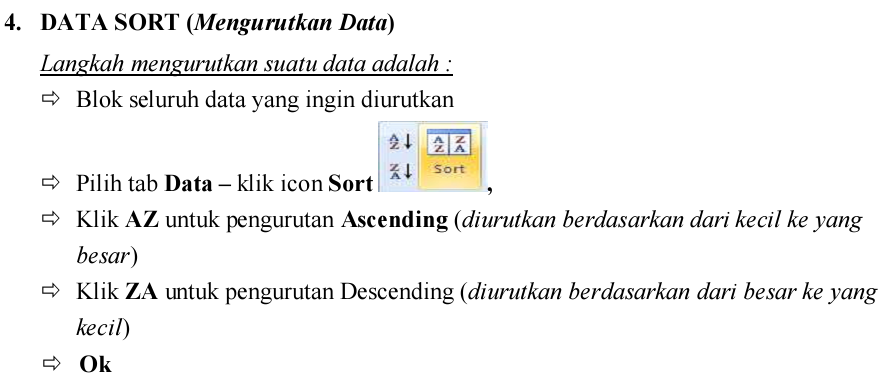 4. DATA SORT (Mengurutkan Data)
Langkah mengurutkan suatu data adalah :
⇨ Blok seluruh data yang ingin diurutkan
⇨ Pilih tab Data – klik icon Sort A Z ↓ Z A ↓ A Z Z A Sort ,
⇨ Klik AZ untuk pengurutan Ascending (diurutkan berdasarkan dari kecil ke yang
besar)
⇨ Klik ZA untuk pengurutan Descending (diurutkan berdasarkan dari besar ke yang
kecil)
⇨ Ok